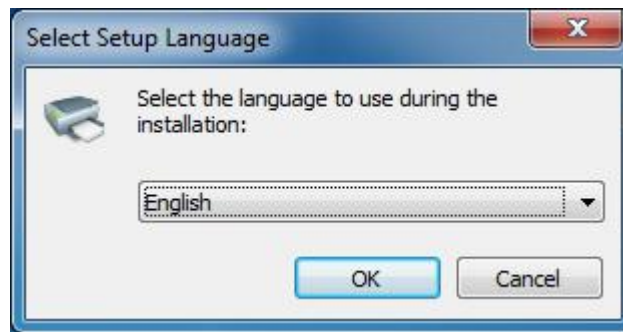 Select Setup Language
Select the language to use during the
installation:
English
OK
Cancel